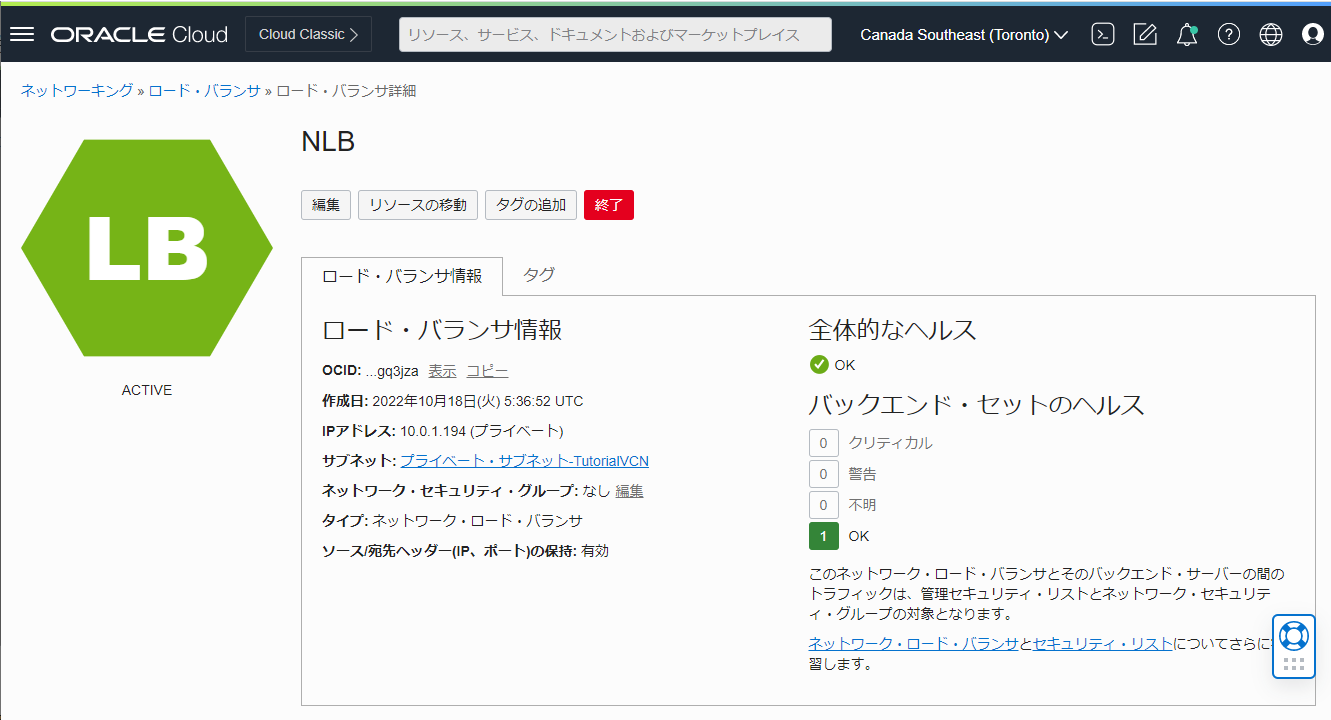 ORACLE Cloud
Cloud Classic
リソース、サービス、ドキュメントおよびマーケットプレイス
Canada Southeast (Toronto)
ネットワーキング » ロード・バランサ » ロード・バランサ詳細
LB
ACTIVE
NLB
編集 リソースの移動 タグの追加 終了
ロード・バランサ情報 タグ
ロード・バランサ情報
OCID: ...gq3jza 表示 コピー
作成日: 2022年10月18日(火) 5:36:52 UTC
IPアドレス: 10.0.1.194 (プライベート)
サブネット: プライベート・サブネット-TutorialVCN
ネットワーク・セキュリティ・グループ: なし 編集
タイプ: ネットワーク・ロード・バランサ
ソース/宛先ヘッダー(IP、ポート)の保持: 有効
全体的なヘルス
OK
バックエンド・セットのヘルス
0 クリティカル
0 警告
0 不明
1 OK
このネットワーク・ロード・バランサとそのバックエンド・サーバーの間の
トラフィックは、管理セキュリティ・リストとネットワーク・セキュリテ
ィ・グループの対象となります。
ネットワーク・ロード・バランサとセキュリティ・リストについてさらに
習します。